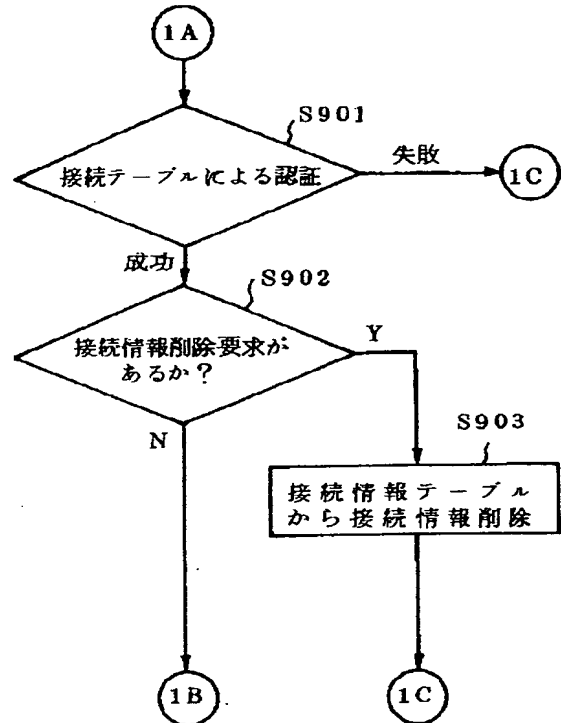 1A
S901
接続テーブルによる認証
失敗
1C
成功
S902
接続情報削除要求が
あるか？
Y
N
S903
接続情報テーブル
から接続情報削除
1B
1C